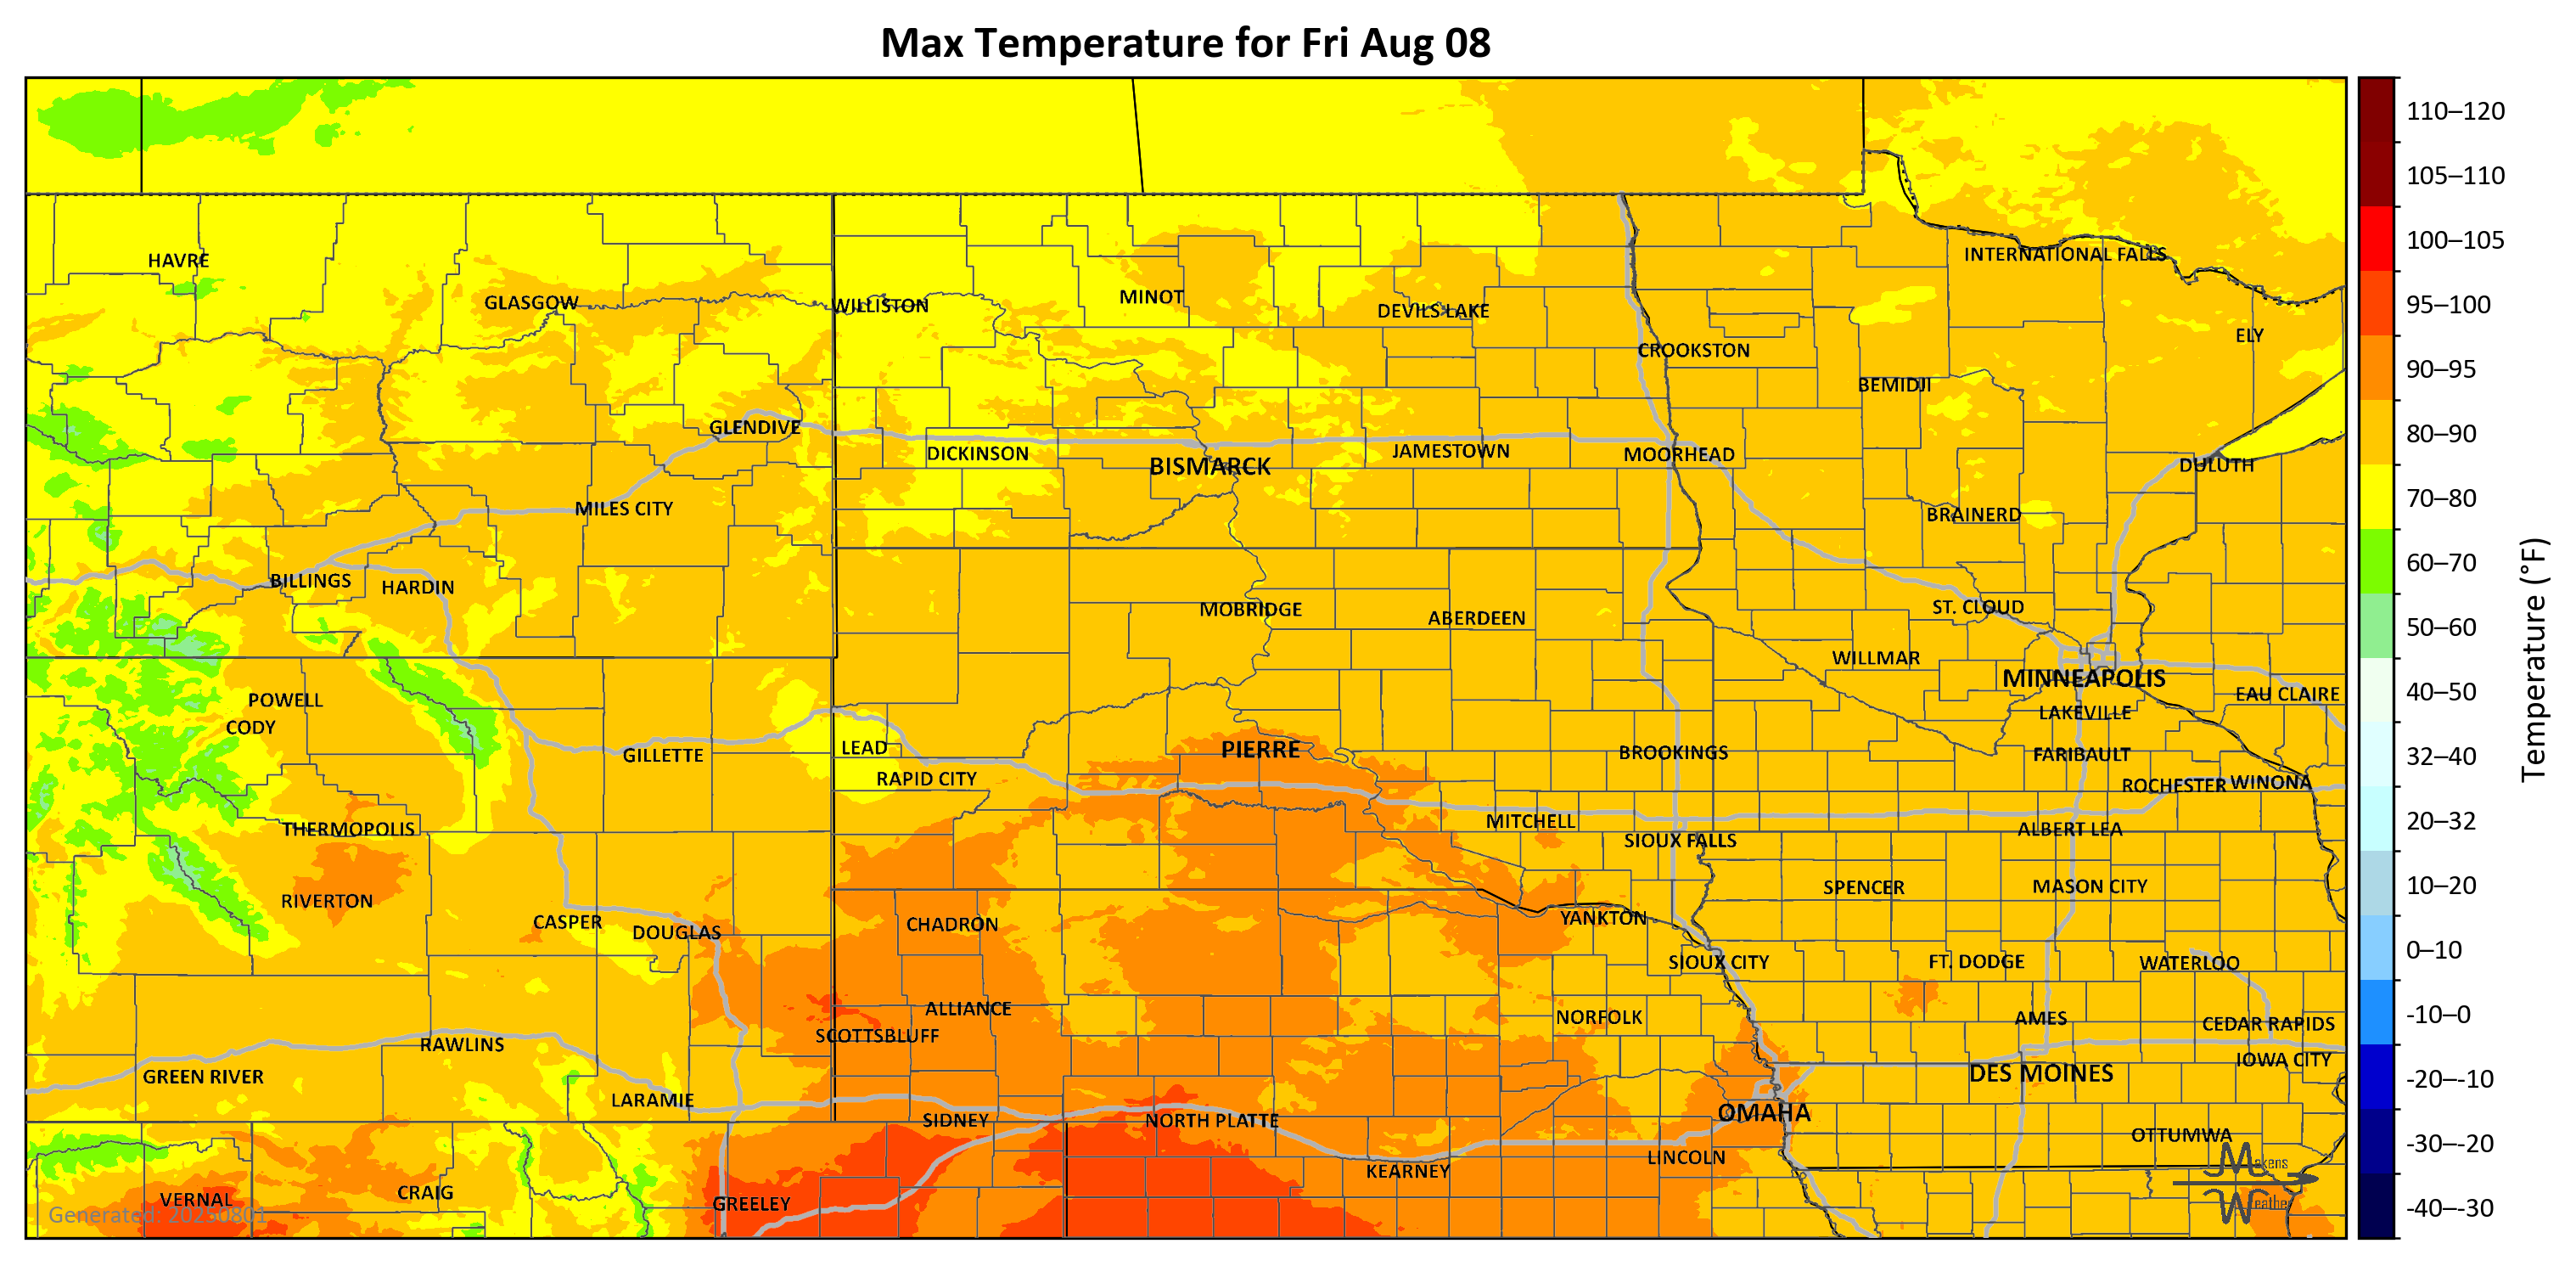 Max Temperature for Fri Aug 08
HAVRE
GLASGOW
WILLISTON
MINOT
DEVILS LAKE
CROOKSTON
INTERNATIONAL FALLS
ELY
BEMIDJI
GLENDIVE
DICKINSON
BISMARCK
JAMESTOWN
MOORHEAD
DULUTH
MILES CITY
BRAINERD
BILLINGS
HARDIN
MOBRIDGE
ABERDEEN
ST. CLOUD
WILLMAR
MINNEAPOLIS
EAU CLAIRE
LAKEVILLE
POWELL
CODY
GILLETTE
LEAD
RAPID CITY
PIERRE
BROOKINGS
FARIBAULT
ROCHESTER
WINONA
THERMOPOLIS
MITCHELL
SIOUX FALLS
ALBERT LEA
RIVERTON
CASPER
DOUGLAS
CHADRON
YANKTON
SPENCER
MASON CITY
SIOUX CITY
FT. DODGE
WATERLOO
ALLIANCE
SCOTTSBLUFF
NORFOLK
AMES
CEDAR RAPIDS
IOWA CITY
RAWLINS
GREEN RIVER
LARAMIE
SIDNEY
NORTH PLATTE
OMAHA
DES MOINES
OTTUMWA
KEARNEY
LINCOLN
VERNAL
CRAIG
GREELEY
Generated: 20250801
Makens
Weather
110–120
105–110
100–105
95–100
90–95
80–90
70–80
60–70
50–60
40–50
32–40
20–32
10–20
0–10
-10–0
-20–-10
-30–-20
-40–-30
Temperature (°F)